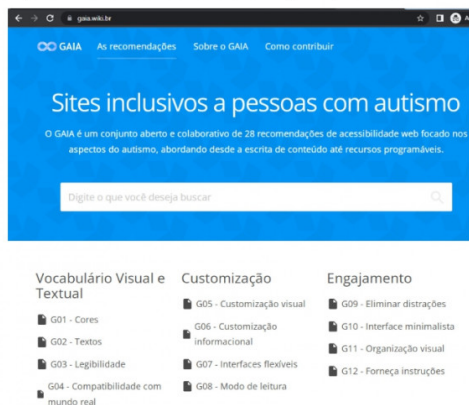 gaia.wiki.br
GAIA As recomendações Sobre o GAIA Como contribuir
Sites inclusivos a pessoas com autismo
O GAIA é um conjunto aberto e colaborativo de 28 recomendações de acessibilidade web focado nos
aspectos do autismo, abordando desde a escrita de conteúdo até recursos programáveis.
Digite o que você deseja buscar
Vocabulário Visual e
Textual
G01 - Cores
G02 - Textos
G03 - Legibilidade
G04 - Compatibilidade com
mundo real
Customização
G05 - Customização visual
G06 - Customização
informacional
G07 - Interfaces flexíveis
G08 - Modo de leitura
Engajamento
G09 - Eliminar distrações
G10 - Interface minimalista
G11 - Organização visual
G12 - Forneça instruções